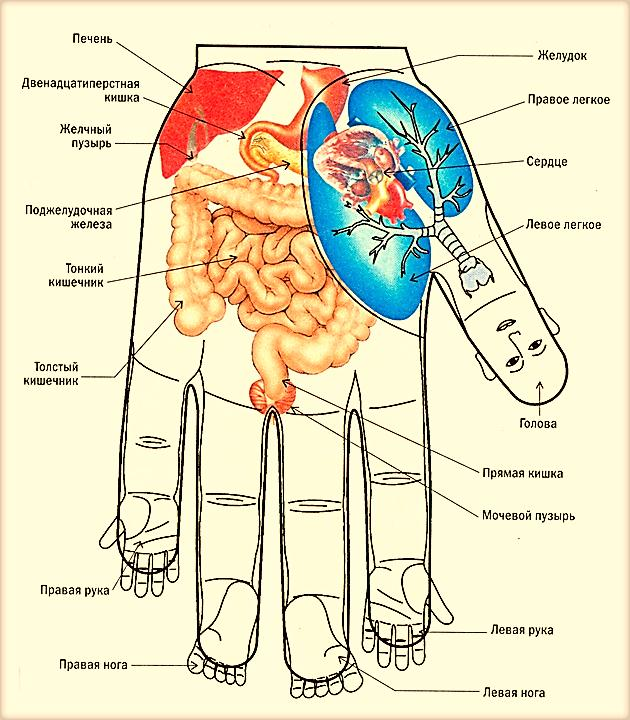 Печень
Двенадцатиперстная
кишка
Желчный
пузырь
Поджелудочная
железа
Тонкий
кишечник
Толстый
кишечник
Правая рука
Правая нога
Желудок
Правое легкое
Сердце
Левое легкое
Голова
Прямая кишка
Мочевой пузырь
Левая рука
Левая нога